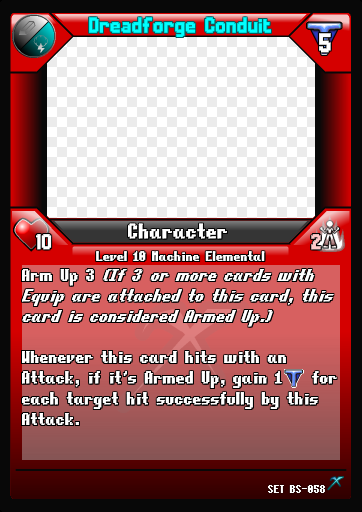 Dreadforge Conduit
5
Character
10
2
Level 10 Machine Elemental
Arm Up 3 (If 3 or more cards with
Equip are attached to this card, this
card is considered Armed Up.)
Whenever this card hits with an
Attack, if it's Armed Up, gain 1 for
each target hit successfully by this
Attack.
SET BS-058